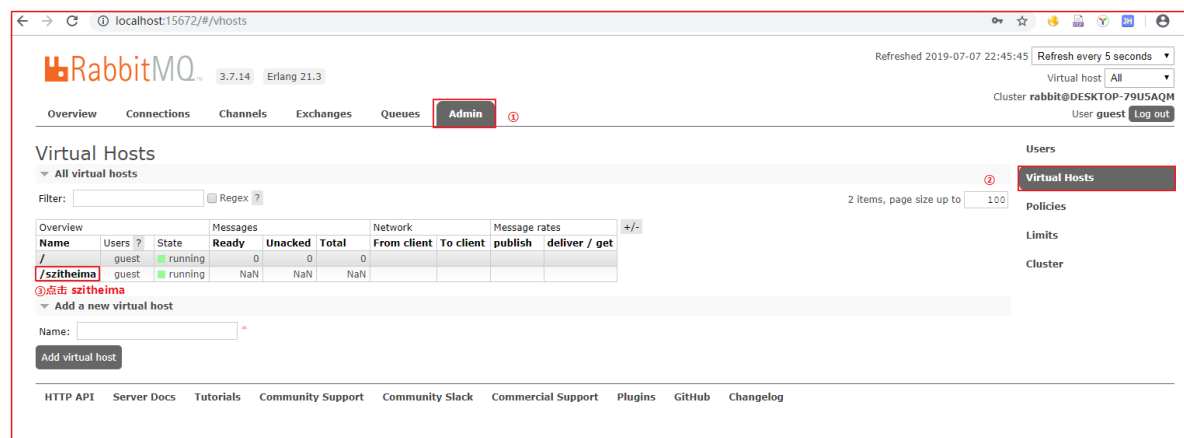 localhost:15672/#/vhosts
RabbitMQ 3.7.14 Erlang 21.3
Refreshed 2019-07-07 22:45:45 Refresh every 5 seconds
Virtual host All
Cluster rabbit@DESKTOP-79U5AQM
User guest Log out
Overview Connections Channels Exchanges Queues Admin ①
Virtual Hosts
All virtual hosts
Filter: Regex ?
2 items, page size up to 100
Overview Messages Network Message rates +/-
Name Users ? State Ready Unacked Total From client To client publish deliver / get
/ guest running 0 0 0
/szitheima guest running NaN NaN NaN
③点击 szitheima
Add a new virtual host
Name: *
Add virtual host
Users
②
Virtual Hosts
Policies
Limits
Cluster
HTTP API Server Docs Tutorials Community Support Community Slack Commercial Support Plugins GitHub Changelog